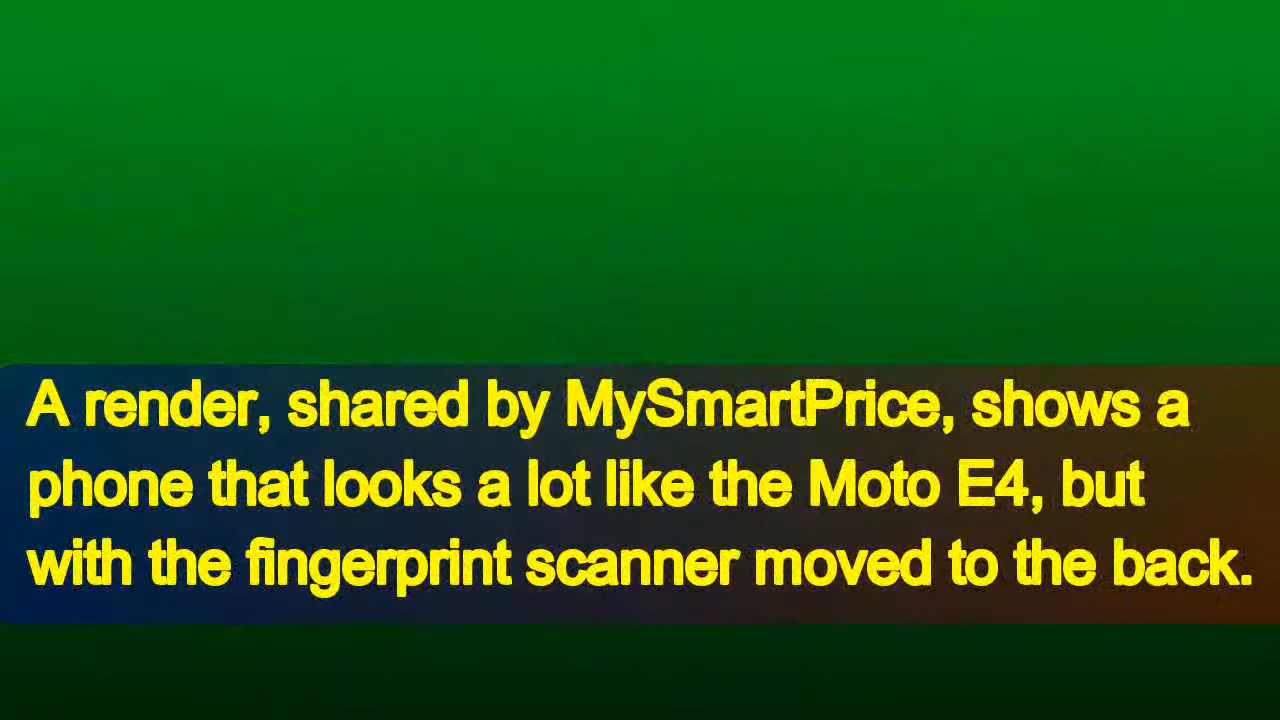 A render, shared by MySmartPrice, shows a
phone that looks a lot like the Moto E4, but
with the fingerprint scanner moved to the back.